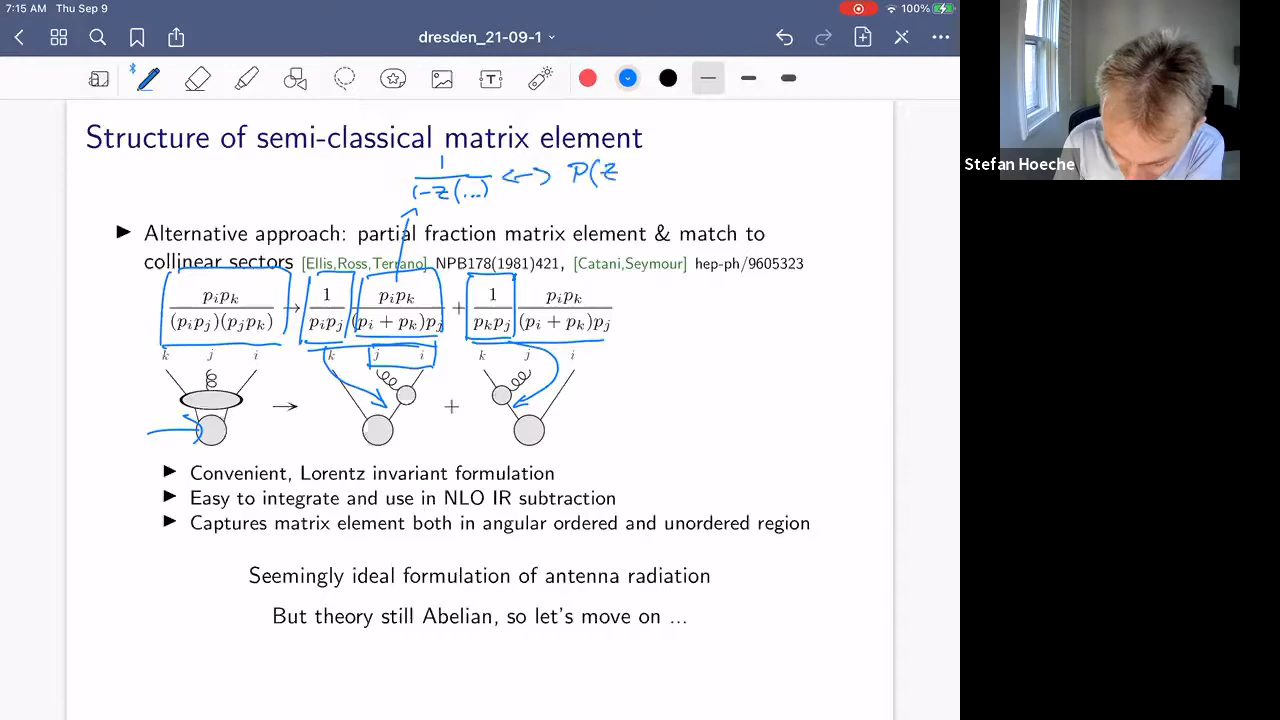 7:15 AM Thu Sep 9
100%
dresden_21-09-1
Structure of semi-classical matrix element
1/(1-z(...) <-> P(z
► Alternative approach: partial fraction matrix element & match to
collinear sectors [Ellis,Ross,Terrano] NPB178(1981)421, [Catani,Seymour] hep-ph/9605323
p_i p_k / (p_i p_j)(p_j p_k) → 1 / p_i p_j p_i p_k / (p_i + p_k)p_j + 1 / p_k p_j p_i p_k / (p_i + p_k)p_j
k j i k j i k j i
→ +
► Convenient, Lorentz invariant formulation
► Easy to integrate and use in NLO IR subtraction
► Captures matrix element both in angular ordered and unordered region
Seemingly ideal formulation of antenna radiation
But theory still Abelian, so let's move on ...
Stefan Hoeche